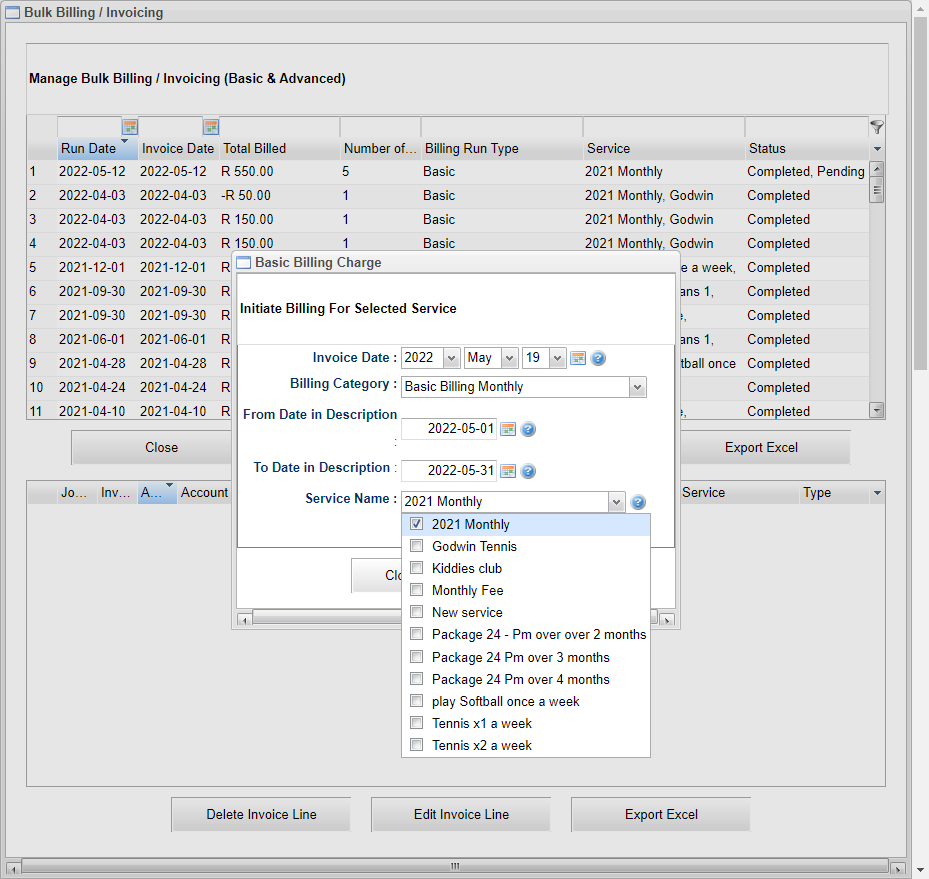 Bulk Billing / Invoicing
Manage Bulk Billing / Invoicing (Basic & Advanced)
Run Date Invoice Date Total Billed Number of... Billing Run Type Service Status
1 2022-05-12 2022-05-12 R 550.00 5 Basic 2021 Monthly Completed, Pending
2 2022-04-03 2022-04-03 -R 50.00 1 Basic 2021 Monthly, Godwin Completed
3 2022-04-03 2022-04-03 R 150.00 1 Basic 2021 Monthly, Godwin Completed
4 2022-04-03 2022-04-03 R 150.00 1 Basic 2021 Monthly, Godwin Completed
5 2021-12-01 2021-12-01 R e a week, Completed
6 2021-09-30 2021-09-30 R ans 1, Completed
7 2021-09-30 2021-09-30 R e, Completed
8 2021-06-01 2021-06-01 R ans 1, Completed
9 2021-04-28 2021-04-28 R tball once Completed
10 2021-04-24 2021-04-24 R Completed
11 2021-04-10 2021-04-10 R e, Completed
Basic Billing Charge
Initiate Billing For Selected Service
Invoice Date : 2022 May 19
Billing Category : Basic Billing Monthly
From Date in Description
: 2022-05-01
To Date in Description : 2022-05-31
Service Name : 2021 Monthly
2021 Monthly
Godwin Tennis
Kiddies club
Monthly Fee
New service
Package 24 - Pm over over 2 months
Package 24 Pm over 3 months
Package 24 Pm over 4 months
play Softball once a week
Tennis x1 a week
Tennis x2 a week
Clo
Close Export Excel
Jo... Inv... A... Account Service Type
Delete Invoice Line Edit Invoice Line Export Excel